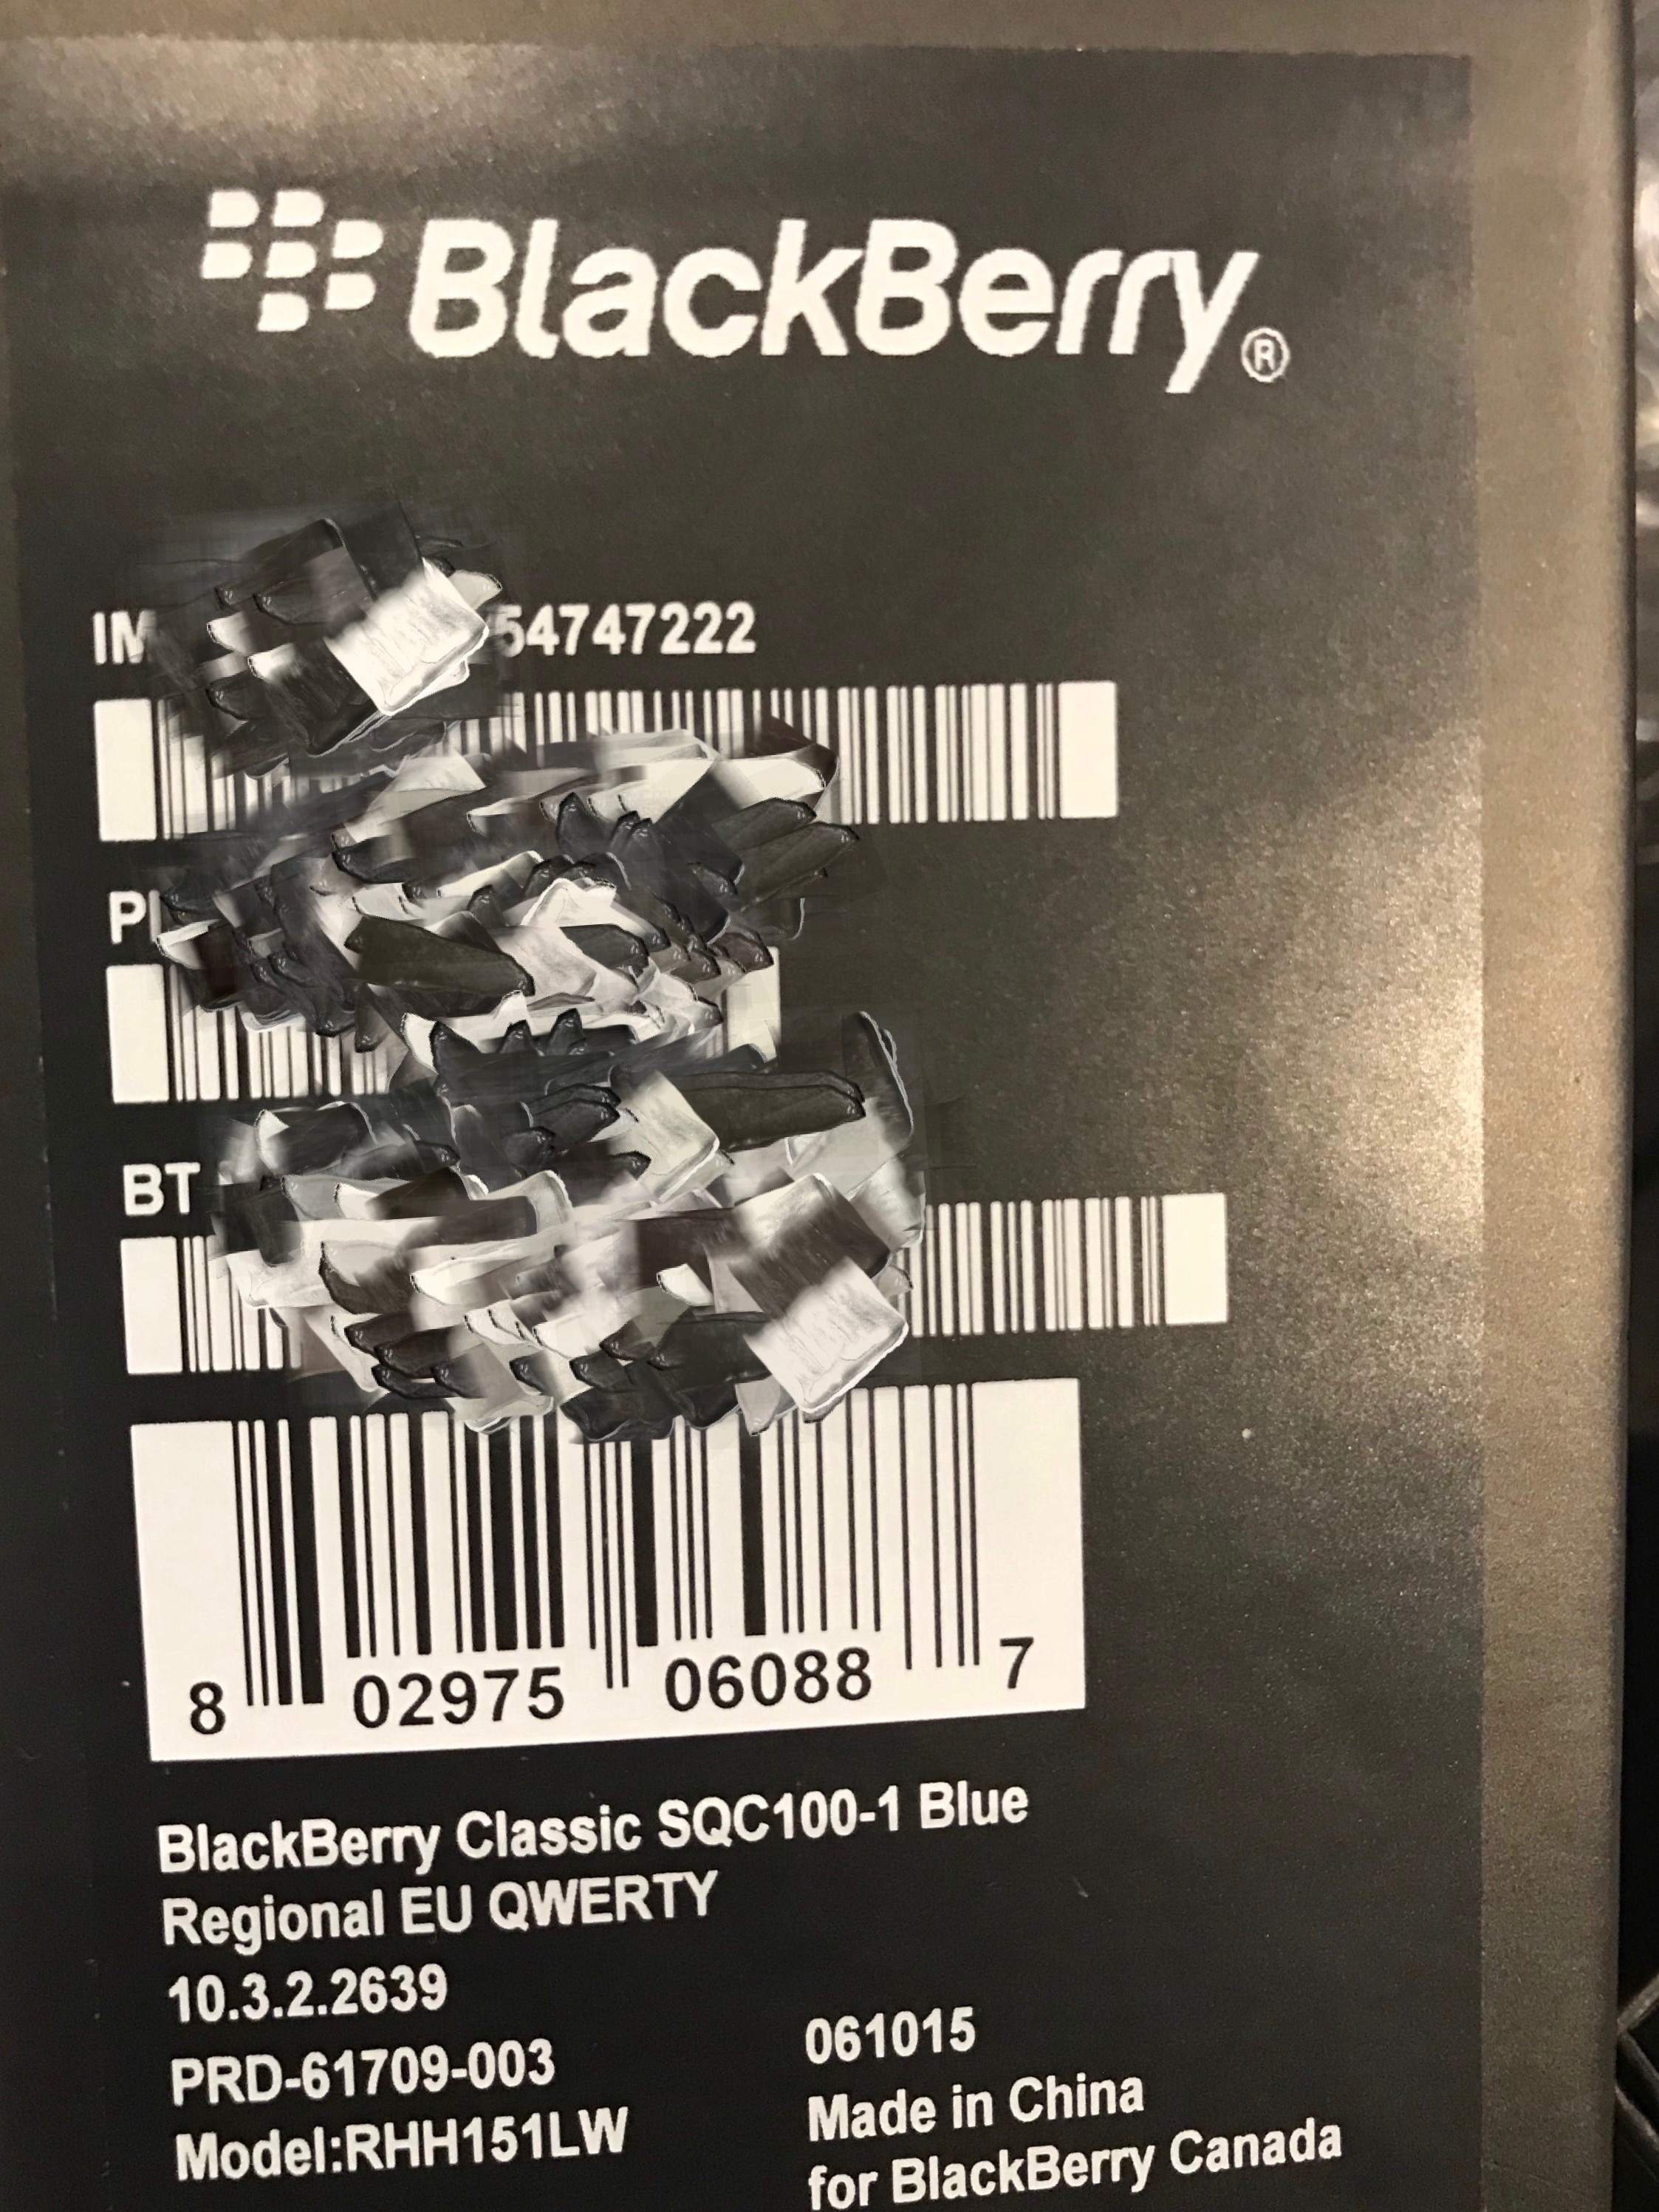 BlackBerry®
54747222
BT
8 02975 06088 7
BlackBerry Classic SQC100-1 Blue
Regional EU QWERTY
10.3.2.2639
PRD-61709-003
Model:RHH151LW
061015
Made in China
for BlackBerry Canada